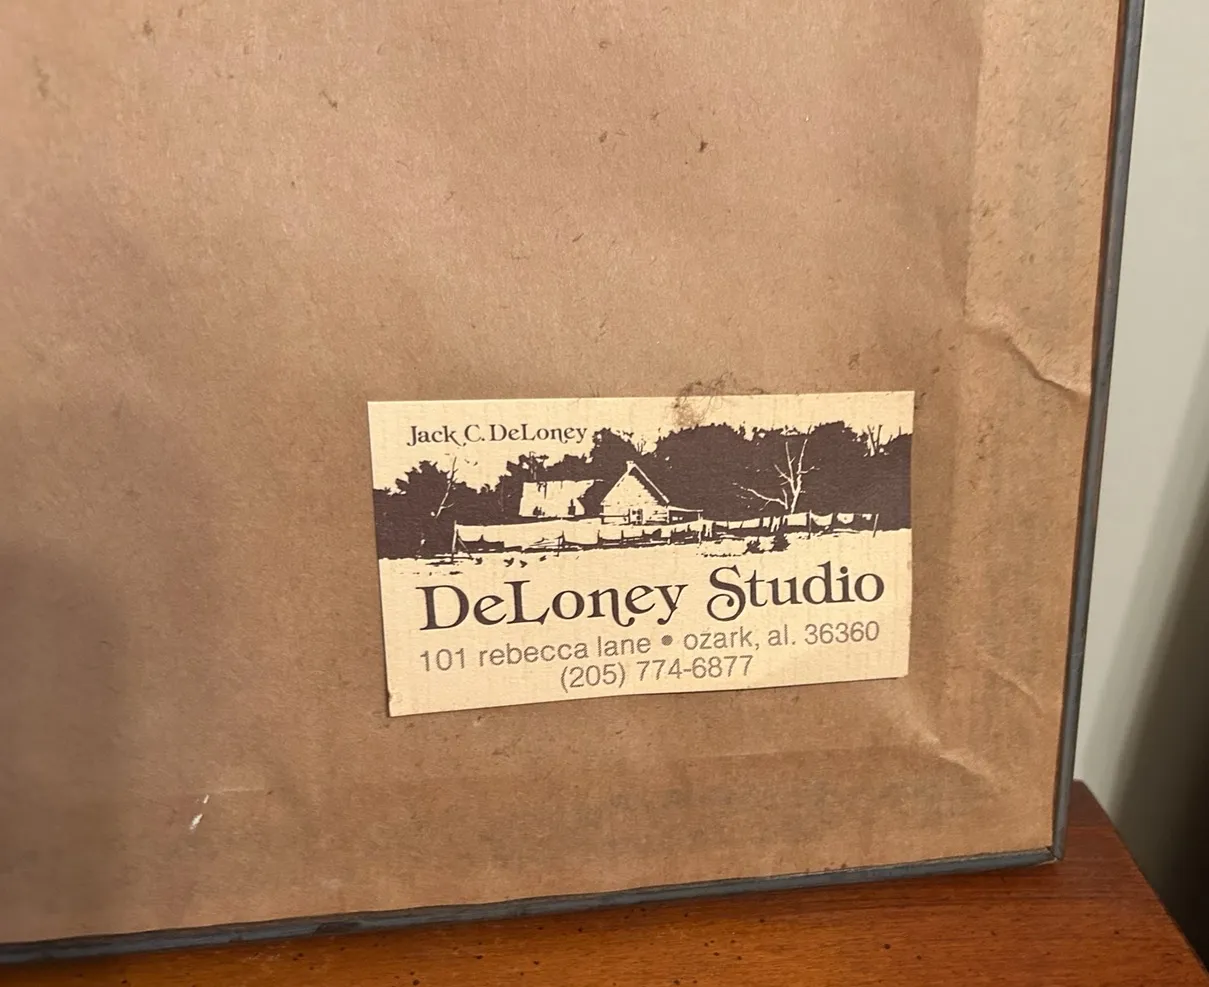 Jack C. DeLoney
DeLoney Studio
101 rebecca lane • ozark, al. 36360
(205) 774-6877